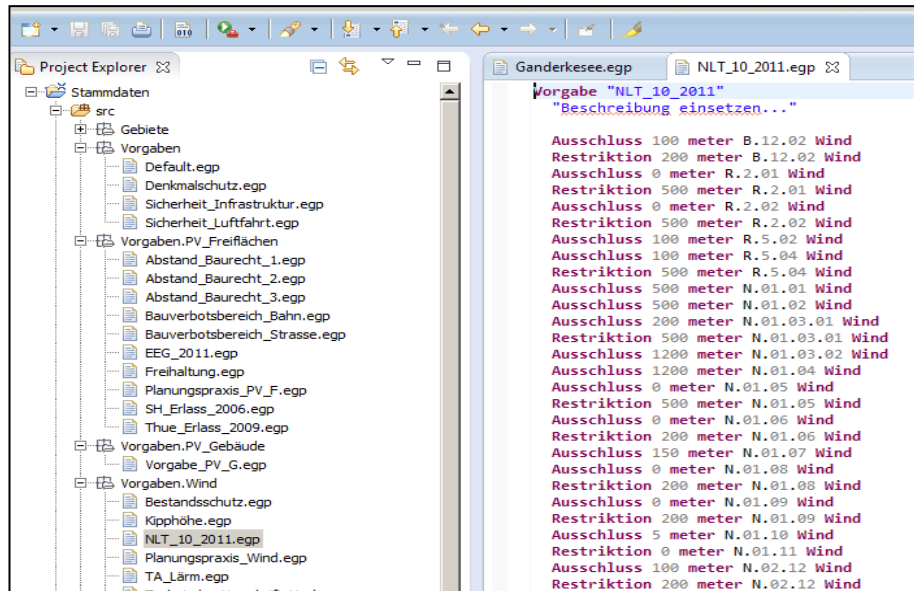 010
Project Explorer
Stammdaten
src
Gebiete
Vorgaben
Default.egp
Denkmalschutz.egp
Sicherheit_Infrastruktur.egp
Sicherheit_Luftfahrt.egp
Vorgaben.PV_Freiflächen
Abstand_Baurecht_1.egp
Abstand_Baurecht_2.egp
Abstand_Baurecht_3.egp
Bauverbotsbereich_Bahn.egp
Bauverbotsbereich_Strasse.egp
EEG_2011.egp
Freihaltung.egp
Planungspraxis_PV_F.egp
SH_Erlass_2006.egp
Thue_Erlass_2009.egp
Vorgaben.PV_Gebäude
Vorgabe_PV_G.egp
Vorgaben.Wind
Bestandsschutz.egp
Kipphöhe.egp
NLT_10_2011.egp
Planungspraxis_Wind.egp
TA_Lärm.egp
Ganderkesee.egp
NLT_10_2011.egp
Vorgabe "NLT_10_2011"
"Beschreibung einsetzen..."
Ausschluss 100 meter B.12.02 Wind
Restriktion 200 meter B.12.02 Wind
Ausschluss 0 meter R.2.01 Wind
Restriktion 500 meter R.2.01 Wind
Ausschluss 0 meter R.2.02 Wind
Restriktion 500 meter R.2.02 Wind
Ausschluss 100 meter R.5.02 Wind
Ausschluss 100 meter R.5.04 Wind
Restriktion 500 meter R.5.04 Wind
Ausschluss 500 meter N.01.01 Wind
Ausschluss 500 meter N.01.02 Wind
Ausschluss 200 meter N.01.03.01 Wind
Restriktion 500 meter N.01.03.01 Wind
Ausschluss 1200 meter N.01.03.02 Wind
Ausschluss 1200 meter N.01.04 Wind
Ausschluss 0 meter N.01.05 Wind
Restriktion 500 meter N.01.05 Wind
Ausschluss 0 meter N.01.06 Wind
Restriktion 200 meter N.01.06 Wind
Ausschluss 150 meter N.01.07 Wind
Ausschluss 0 meter N.01.08 Wind
Restriktion 200 meter N.01.08 Wind
Ausschluss 0 meter N.01.09 Wind
Restriktion 200 meter N.01.09 Wind
Ausschluss 5 meter N.01.10 Wind
Restriktion 0 meter N.01.11 Wind
Ausschluss 100 meter N.02.12 Wind
Restriktion 200 meter N.02.12 Wind